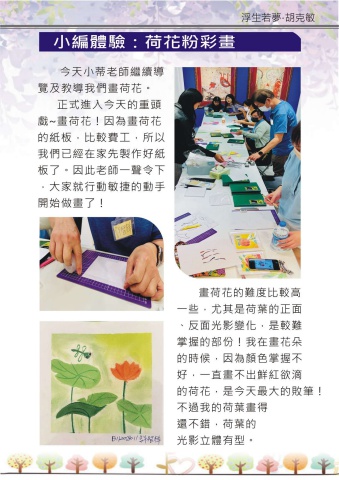 浮生若夢-胡克敏
小編體驗：荷花粉彩畫
今天小蒂老師繼續導
覽及教導我們畫荷花。
正式進入今天的重頭
戲~畫荷花！因為畫荷花
的紙板，比較費工，所以
我們已經在家先製作好紙
板了。因此老師一聲令下
，大家就行動敏捷的動手
開始做畫了！
畫荷花的難度比較高
一些，尤其是荷葉的正面
、反面光影變化，是較難
掌握的部份！我在畫花朵
的時候，因為顏色掌握不
好，一直畫不出鮮紅欲滴
的荷花，是今天最大的敗筆！
不過我的荷葉畫得
還不錯，荷葉的
光影立體有型。